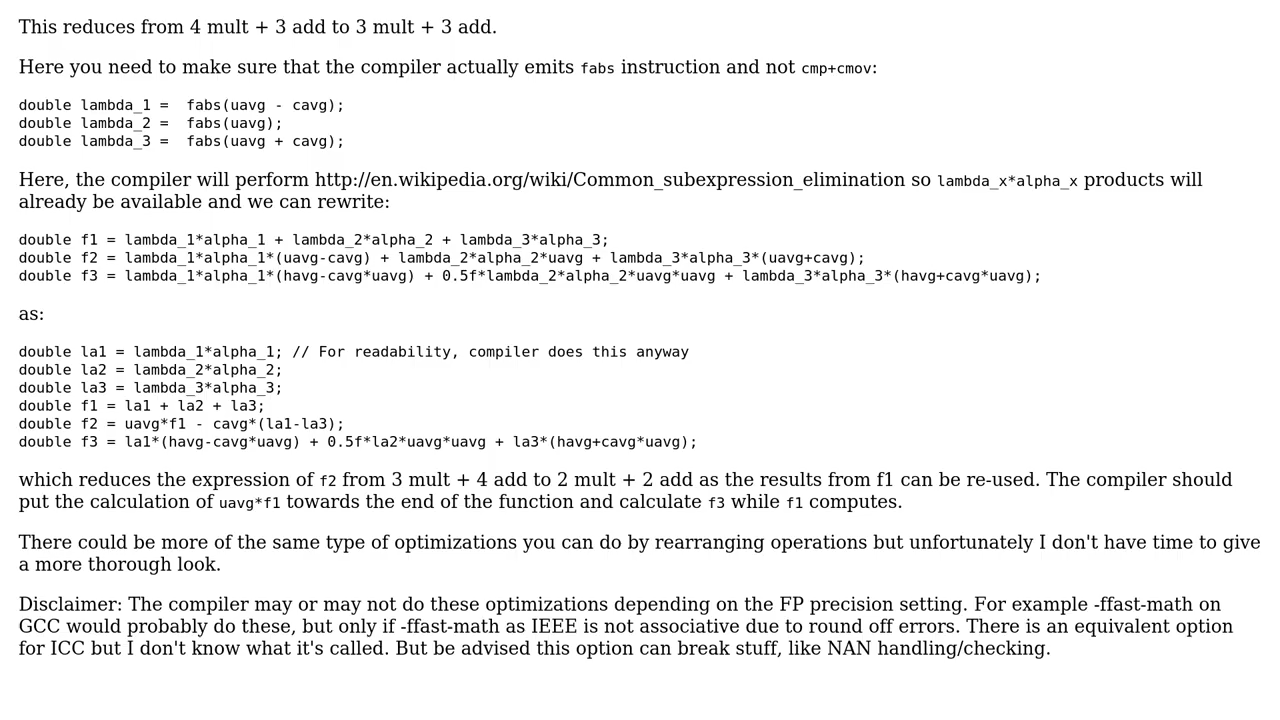 This reduces from 4 mult + 3 add to 3 mult + 3 add.
Here you need to make sure that the compiler actually emits fabs instruction and not cmp+cmov:
double lambda_1 =  fabs(uavg - cavg);
double lambda_2 =  fabs(uavg);
double lambda_3 =  fabs(uavg + cavg);
Here, the compiler will perform http://en.wikipedia.org/wiki/Common_subexpression_elimination so lambda_x*alpha_x products will
already be available and we can rewrite:
double f1 = lambda_1*alpha_1 + lambda_2*alpha_2 + lambda_3*alpha_3;
double f2 = lambda_1*alpha_1*(uavg-cavg) + lambda_2*alpha_2*uavg + lambda_3*alpha_3*(uavg+cavg);
double f3 = lambda_1*alpha_1*(havg-cavg*uavg) + 0.5f*lambda_2*alpha_2*uavg*uavg + lambda_3*alpha_3*(havg+cavg*uavg);
as:
double la1 = lambda_1*alpha_1; // For readability, compiler does this anyway
double la2 = lambda_2*alpha_2;
double la3 = lambda_3*alpha_3;
double f1 = la1 + la2 + la3;
double f2 = uavg*f1 - cavg*(la1-la3);
double f3 = la1*(havg-cavg*uavg) + 0.5f*la2*uavg*uavg + la3*(havg+cavg*uavg);
which reduces the expression of f2 from 3 mult + 4 add to 2 mult + 2 add as the results from f1 can be re-used. The compiler should
put the calculation of uavg*f1 towards the end of the function and calculate f3 while f1 computes.
There could be more of the same type of optimizations you can do by rearranging operations but unfortunately I don't have time to give
a more thorough look.
Disclaimer: The compiler may or may not do these optimizations depending on the FP precision setting. For example -ffast-math on
GCC would probably do these, but only if -ffast-math as IEEE is not associative due to round off errors. There is an equivalent option
for ICC but I don't know what it's called. But be advised this option can break stuff, like NAN handling/checking.